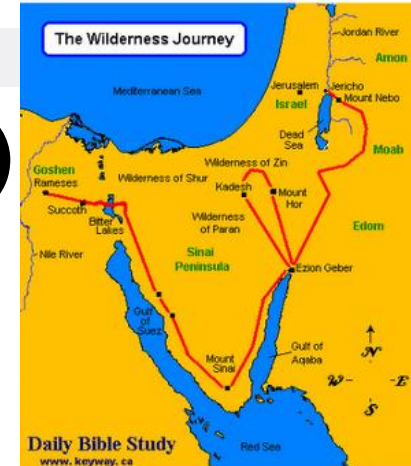 The Wilderness Journey
Jordan River
Amon
Mediterranean Sea
Jerusalem
Jericho
Israel
Mount Nebo
Dead
Sea
Moab
Goshen
Rameses
Wilderness of Shur
Wilderness of Zin
Kadesh
Mount
Hor
Succoth
Bitter
Lakes
Wilderness
of Paran
Edom
Nile River
Sinai
Peninsula
Ezion Geber
Gulf
of
Suez
Mount
Sinai
Gulf of
Aqaba
N
W
E
S
Red Sea
Daily Bible Study
www.keyway.ca